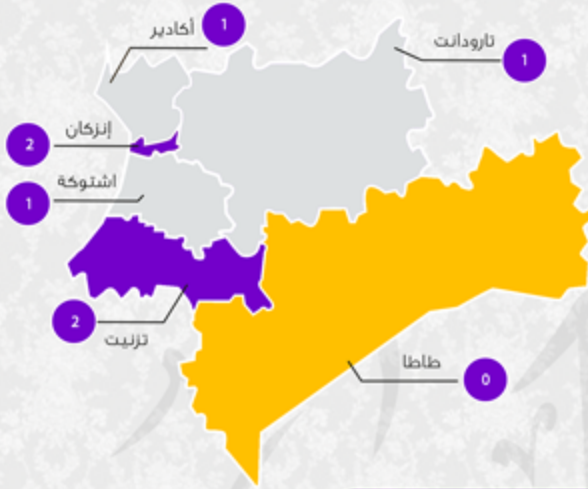 أكادير
1
تارودانت
1
إنزكان
2
اشتوكة
1
تزنيت
2
طاطا
0